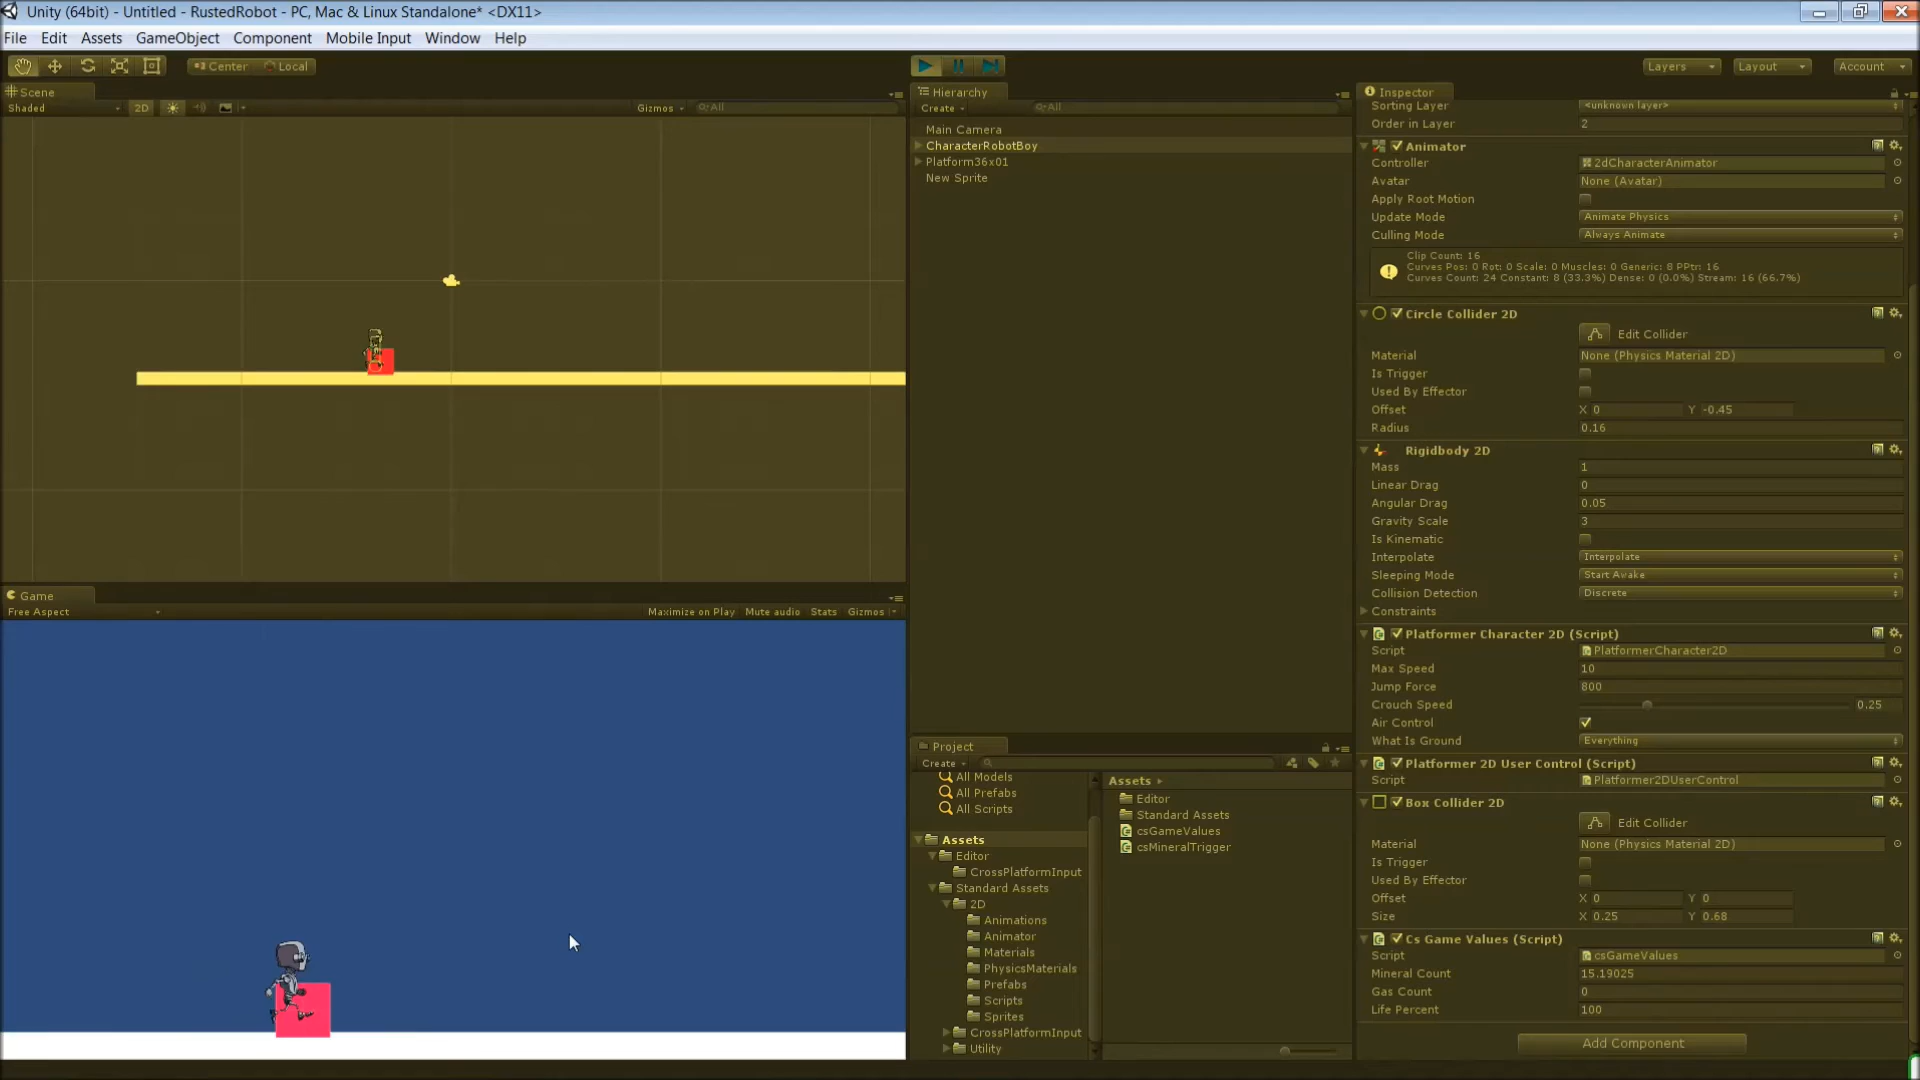 Unity (64bit) - Untitled - RustedRobot - PC, Mac & Linux Standalone* <DX11>
File Edit Assets GameObject Component Mobile Input Window Help
Center Local
Layers Layout Account
Scene
Shaded 2D Gizmos All
Hierarchy
Create All
Main Camera
CharacterRobotBoy
Platform36x01
New Sprite
Game
Free Aspect Maximize on Play Mute audio Stats Gizmos
Project
Create
All Models
All Prefabs
All Scripts
Assets
Editor
CrossPlatformInput
Standard Assets
2D
Animations
Animator
Materials
PhysicsMaterials
Prefabs
Scripts
Sprites
CrossPlatformInput
Utility
Assets
Editor
Standard Assets
csGameValues
csMineralTrigger
Inspector
Sorting Layer <unknown layer>
Order in Layer 2
Animator
Controller 2dCharacterAnimator
Avatar None (Avatar)
Apply Root Motion
Update Mode Animate Physics
Culling Mode Always Animate
Clip Count: 16
Curves Pos: 0 Rot: 0 Scale: 0 Muscles: 0 Generic: 8 PPtr: 16
Curves Count: 24 Constant: 8 (33.3%) Dense: 0 (0.0%) Stream: 16 (66.7%)
Circle Collider 2D
Edit Collider
Material None (Physics Material 2D)
Is Trigger
Used By Effector
Offset X 0 Y -0.45
Radius 0.16
Rigidbody 2D
Mass 1
Linear Drag 0
Angular Drag 0.05
Gravity Scale 3
Is Kinematic
Interpolate Interpolate
Sleeping Mode Start Awake
Collision Detection Discrete
Constraints
Platformer Character 2D (Script)
Script PlatformerCharacter2D
Max Speed 10
Jump Force 800
Crouch Speed 0.25
Air Control
What Is Ground Everything
Platformer 2D User Control (Script)
Script Platformer2DUserControl
Box Collider 2D
Edit Collider
Material None (Physics Material 2D)
Is Trigger
Used By Effector
Offset X 0 Y 0
Size X 0.25 Y 0.68
Cs Game Values (Script)
Script csGameValues
Mineral Count 15.19025
Gas Count 0
Life Percent 100
Add Component